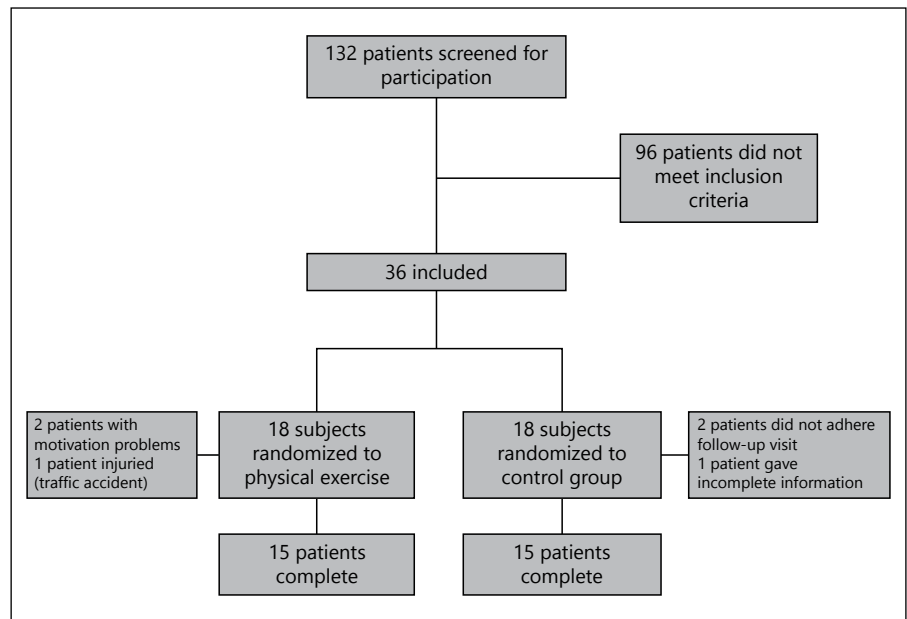 132 patients screened for
participation
96 patients did not
meet inclusion
criteria
36 included
2 patients with
motivation problems
1 patient injuried
(traffic accident)
18 subjects
randomized to
physical exercise
18 subjects
randomized to
control group
2 patients did not adhere
follow-up visit
1 patient gave
incomplete information
15 patients
complete
15 patients
complete